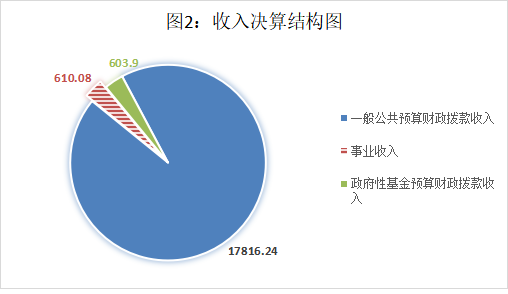 图2：收入决算结构图
603.9
610.08
17816.24
一般公共预算财政拨款收入
事业收入
政府性基金预算财政拨款收
入